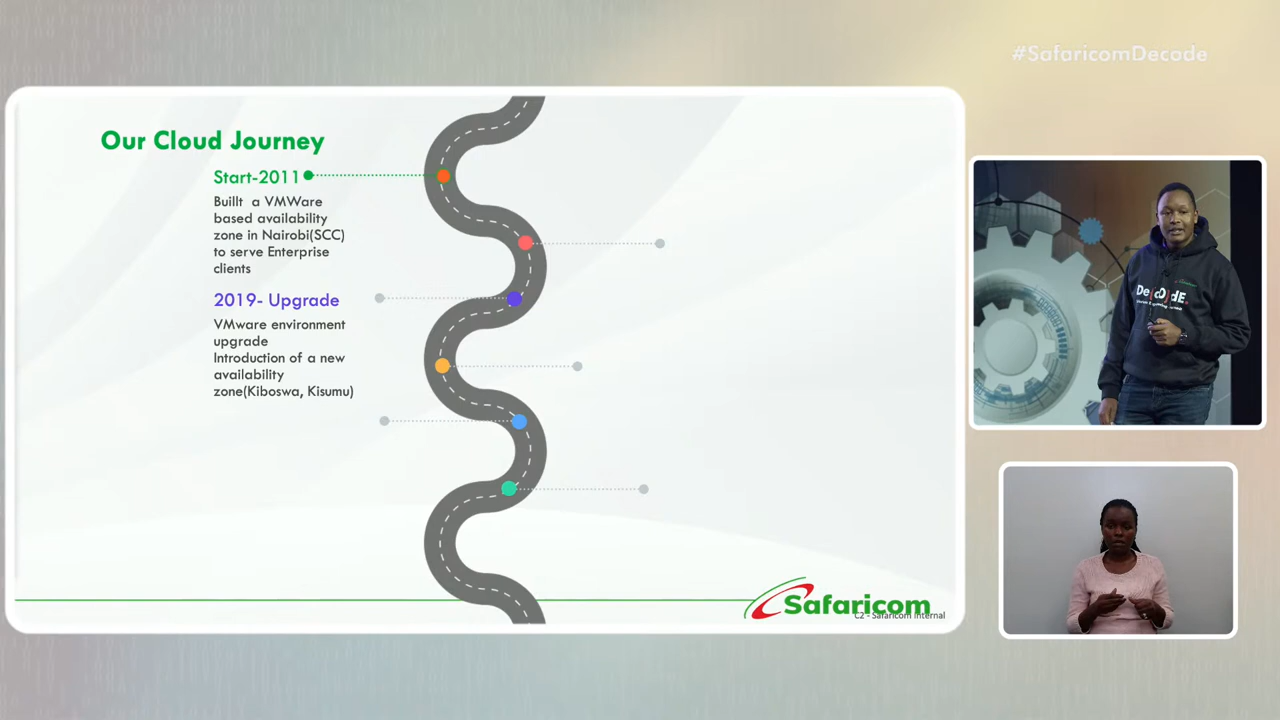 #SafaricomDecade
Our Cloud Journey
Start-2011
Buillt a VMWare
based availability
zone in Nairobi(SCC)
to serve Enterprise
clients
2019- Upgrade
VMware environment
upgrade
Introduction of a new
availability
zone(Kiboswa, Kisumu)
Safaricom
C2 - Safaricom Internal